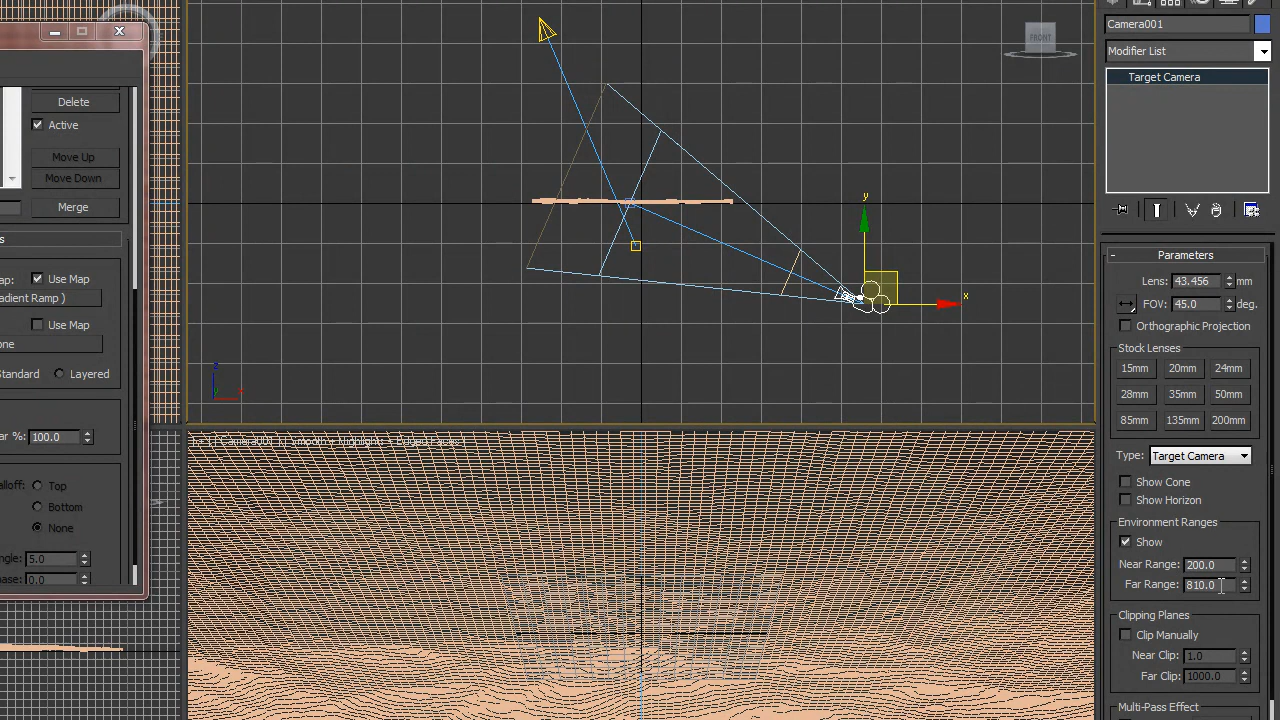 Delete
Active
Move Up
Move Down
Merge
s
ap:
Use Map
adient Ramp )
Use Map
one
Standard
Layered
ar %:
100.0
alloff:
Top
Bottom
None
ngle:
5.0
ase:
0.0
FRONT
y
x
z
Camera001
Modifier List
Target Camera
- Parameters
Lens: 43.456 mm
FOV: 45.0 deg.
Orthographic Projection
Stock Lenses
15mm 20mm 24mm
28mm 35mm 50mm
85mm 135mm 200mm
Type: Target Camera
Show Cone
Show Horizon
Environment Ranges
Show
Near Range: 200.0
Far Range: 810.0
Clipping Planes
Clip Manually
Near Clip: 1.0
Far Clip: 1000.0
Multi-Pass Effect